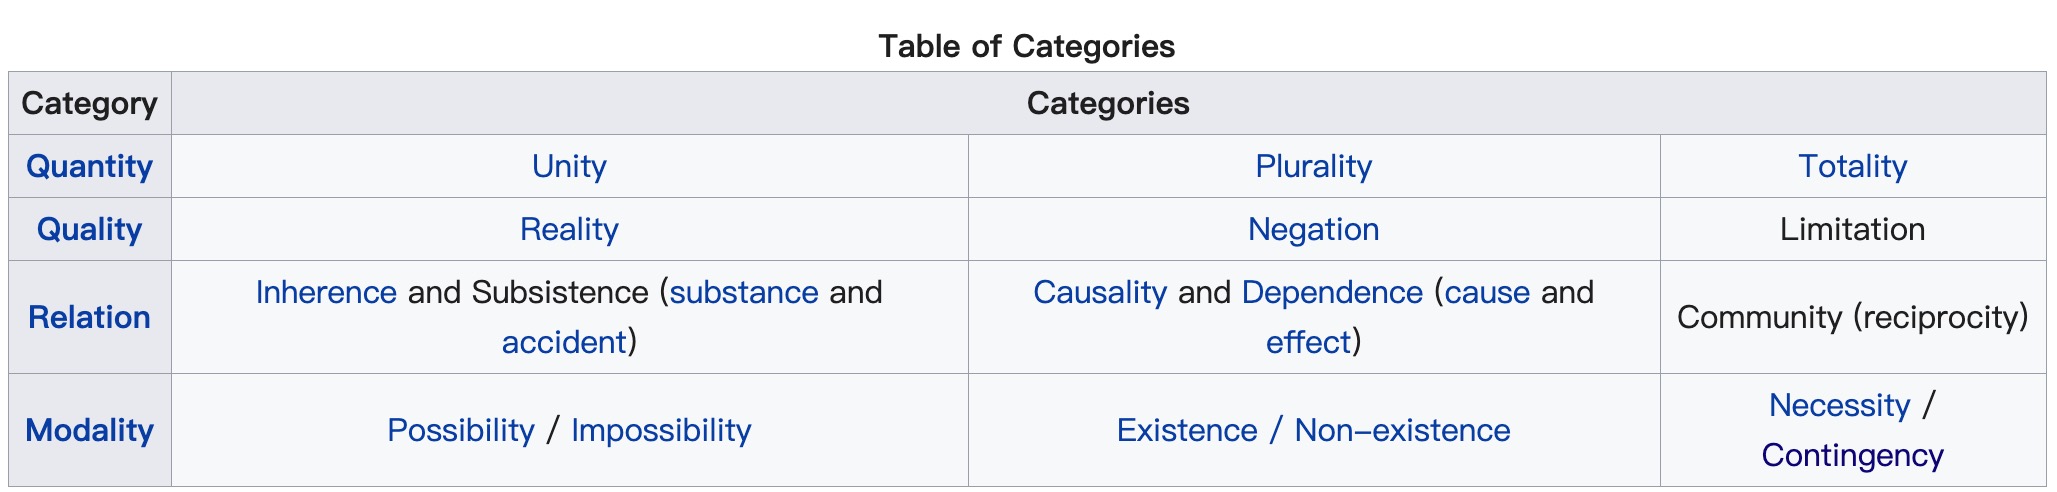 Table of Categories
Category Categories
Quantity Unity Plurality Totality
Quality Reality Negation Limitation
Relation Inherence and Subsistence (substance and accident) Causality and Dependence (cause and effect) Community (reciprocity)
Modality Possibility / Impossibility Existence / Non–existence Necessity / Contingency